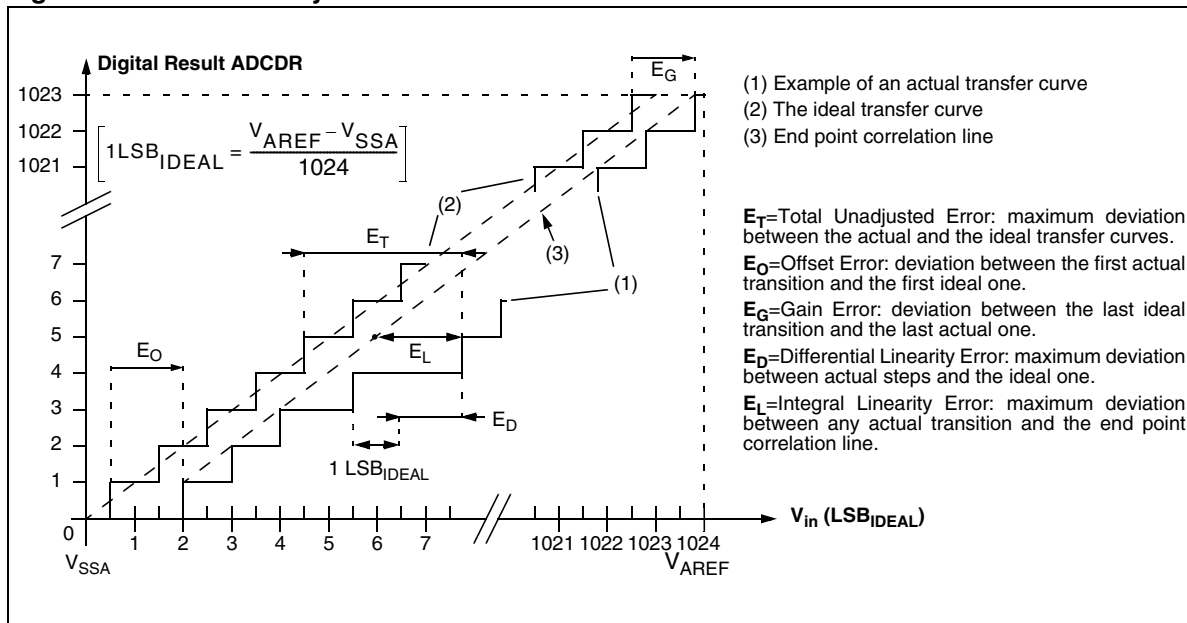 Digital Result ADCDR
1023
1022
1021
7
6
5
4
3
2
1
0
1LSB_IDEAL = (V_AREF – V_SSA) / 1024
E_G
(2)
E_T
(3)
(1)
E_O
E_L
E_D
1 LSB_IDEAL
1 2 3 4 5 6 7 1021 1022 1023 1024
V_in (LSB_IDEAL)
V_SSA
V_AREF
(1) Example of an actual transfer curve
(2) The ideal transfer curve
(3) End point correlation line
E_T=Total Unadjusted Error: maximum deviation
between the actual and the ideal transfer curves.
E_O=Offset Error: deviation between the first actual
transition and the first ideal one.
E_G=Gain Error: deviation between the last ideal
transition and the last actual one.
E_D=Differential Linearity Error: maximum deviation
between actual steps and the ideal one.
E_L=Integral Linearity Error: maximum deviation
between any actual transition and the end point
correlation line.